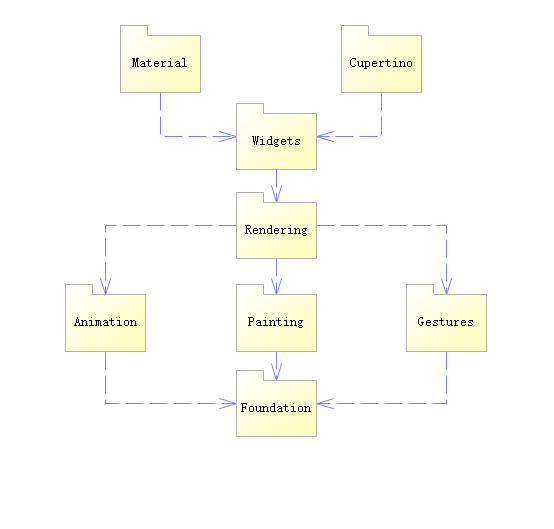 Material
Cupertino
Widgets
Rendering
Animation
Painting
Gestures
Foundation